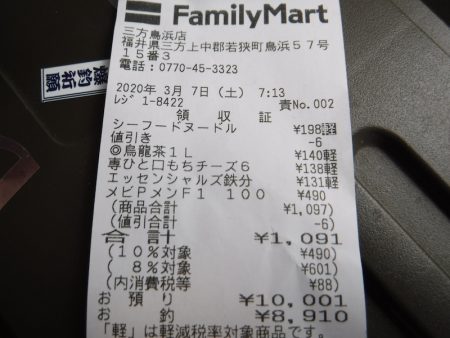 FamilyMart
三方鳥浜店
福井県三方上中郡若狭町鳥浜57号
15番3
電話:0770-45-3323
2020年 3月 7日(土) 7:13
レジ 1-8422 責No.002
領 収 証
シーフードヌードル ¥198軽
値引き -6
◎烏龍茶1L ¥140軽
専ひと口もちチーズ6 ¥138軽
エッセンシャルズ鉄分 ¥131軽
メビPメンF1 100 ¥490
(商品合計 ¥1,097)
(値引合計 -6)
合 計 ¥1,091
(10%対象 ¥490)
( 8%対象 ¥601)
(内消費税等 ¥88)
お 預 り ¥10,001
お 釣 ¥8,910
「軽」は軽減税率対象商品です。
爆釣祈願